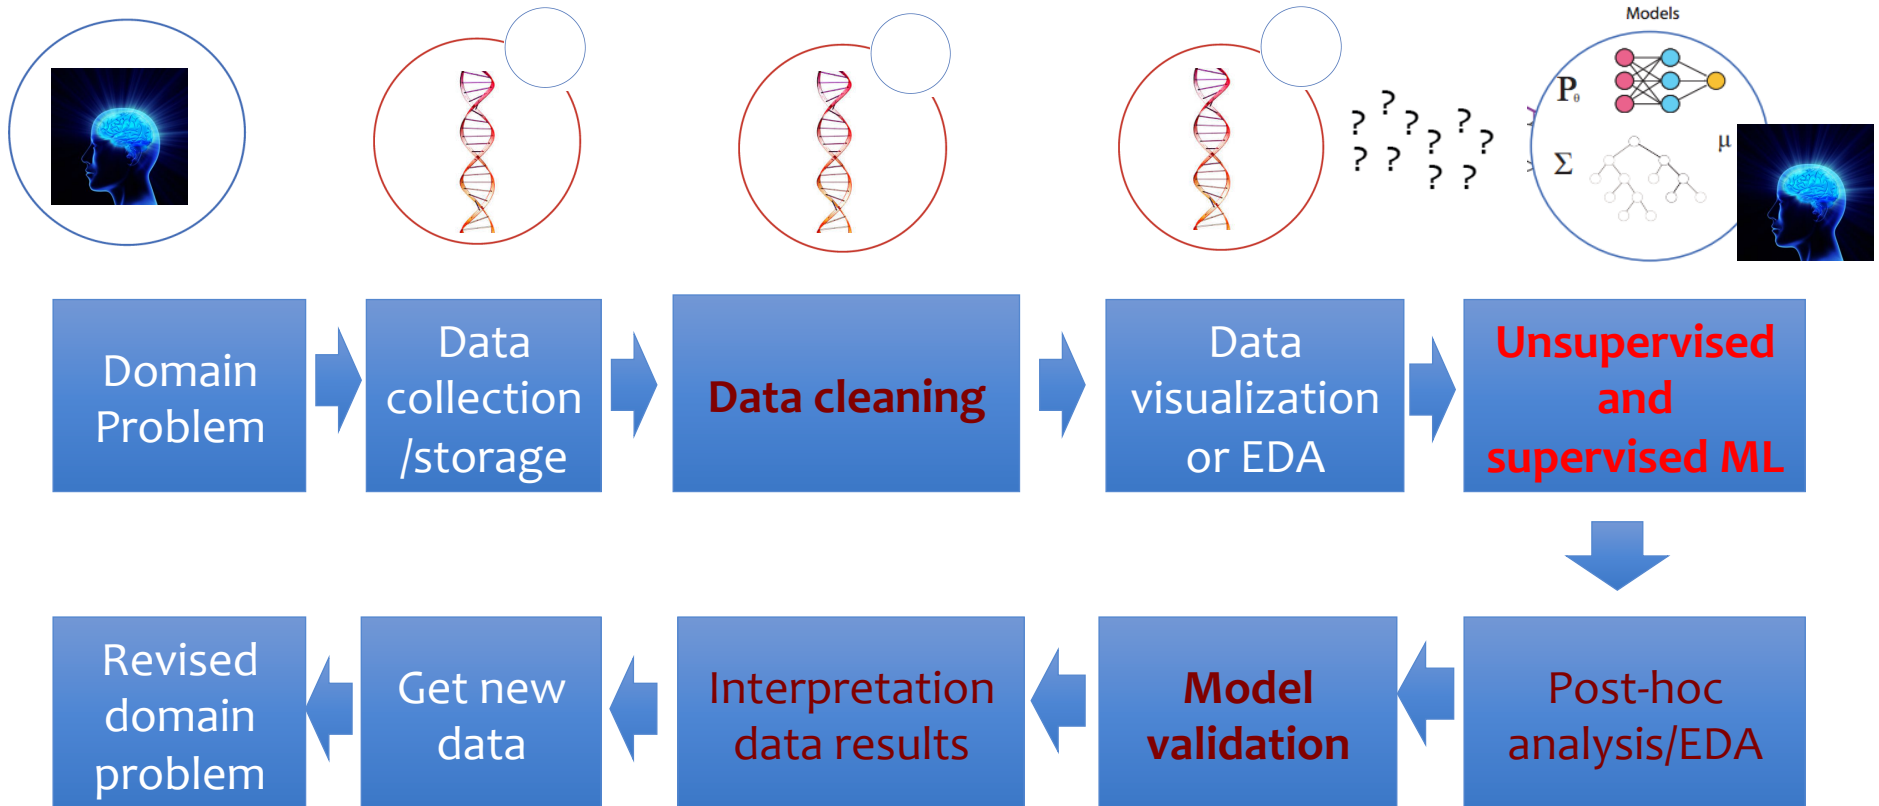 Models
P θ
Σ
μ
? ? ? ? ? ? ? ? ? ?
Domain
Problem
Data
collection
/storage
Data cleaning
Data
visualization
or EDA
Unsupervised
and
supervised ML
Revised
domain
problem
Get new
data
Interpretation
data results
Model
validation
Post-hoc
analysis/EDA